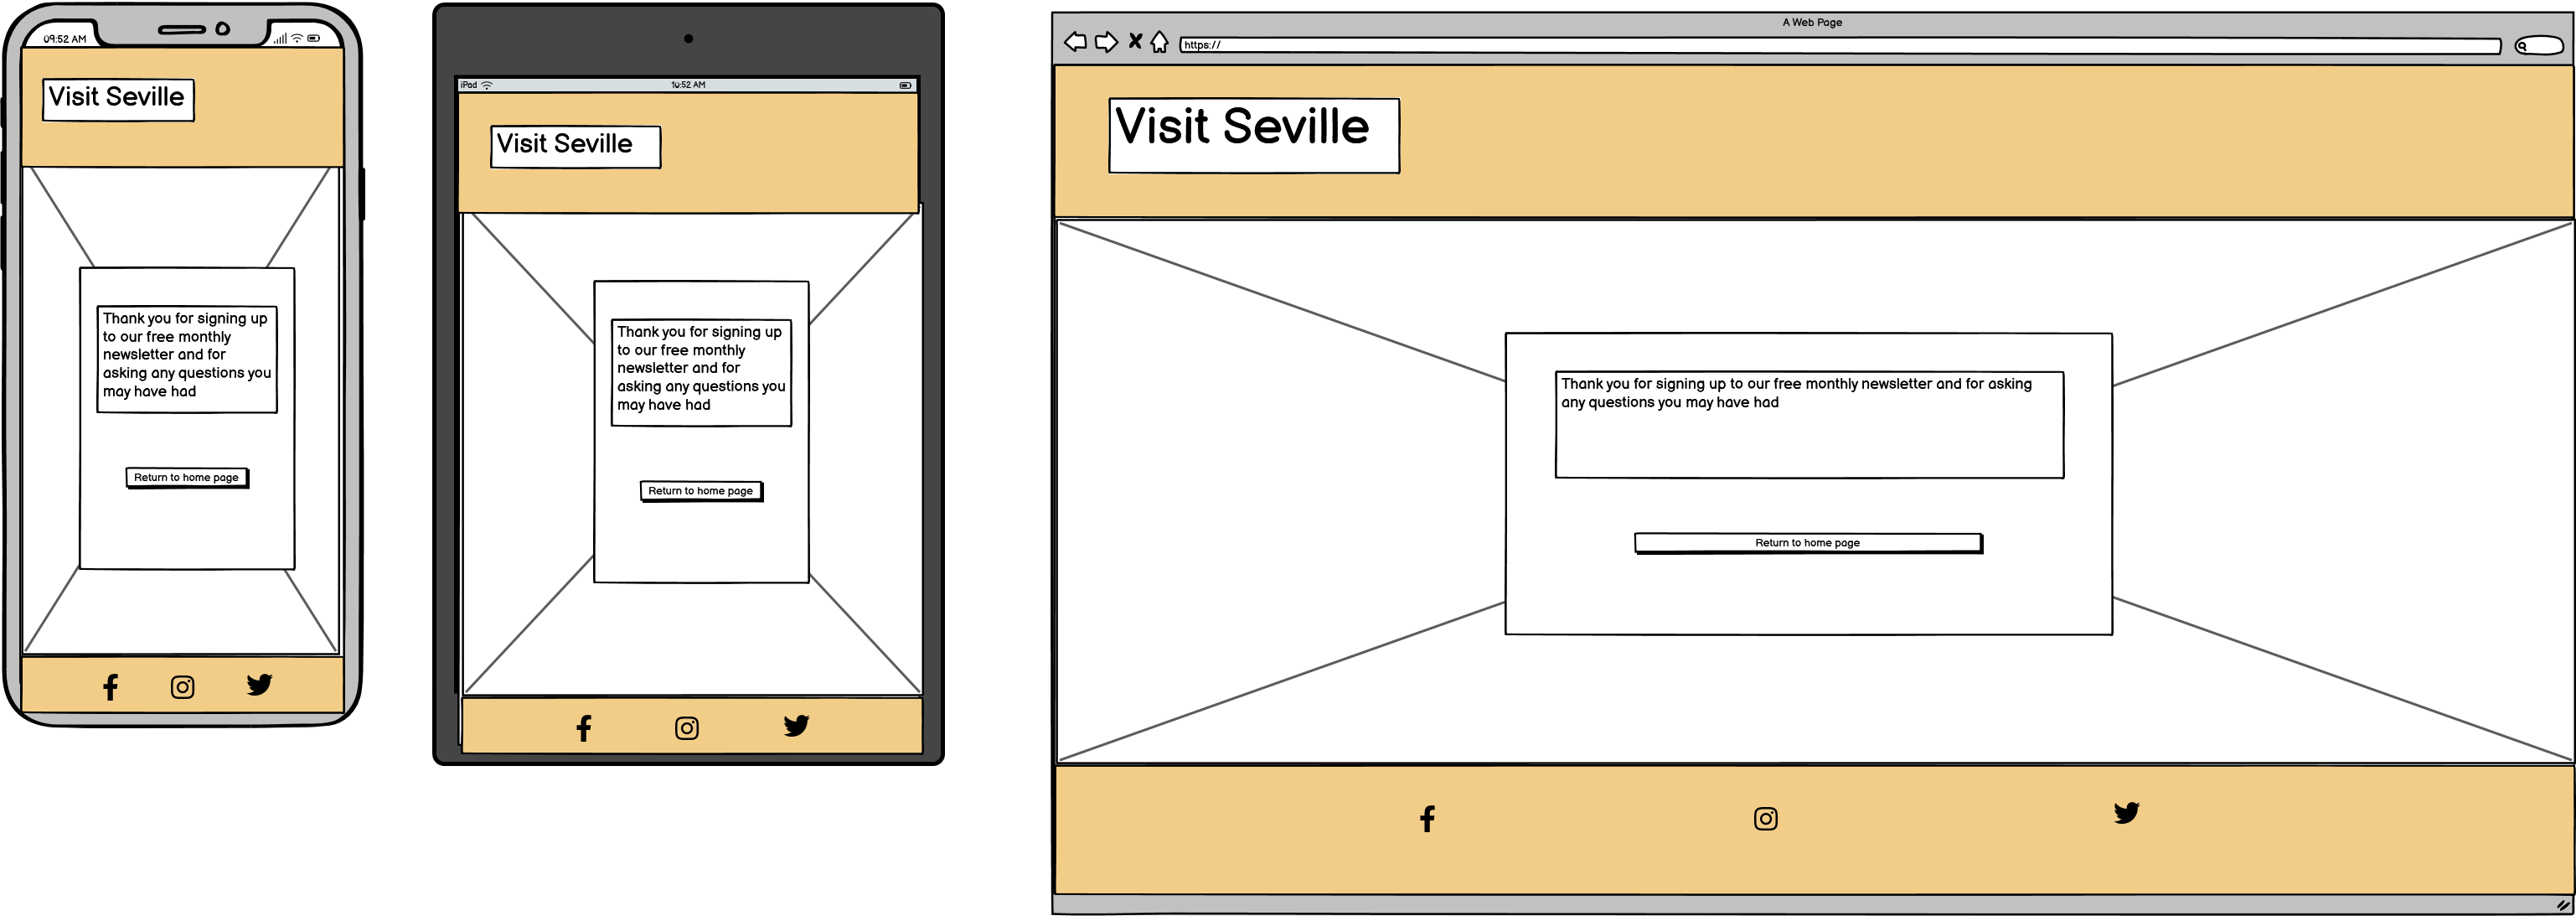 09:52 AM
Visit Seville
Thank you for signing up
to our free monthly
newsletter and for
asking any questions you
may have had
Return to home page
iPad
10:52 AM
Visit Seville
Thank you for signing up
to our free monthly
newsletter and for
asking any questions you
may have had
Return to home page
A Web Page
https://
Visit Seville
Thank you for signing up to our free monthly newsletter and for asking
any questions you may have had
Return to home page